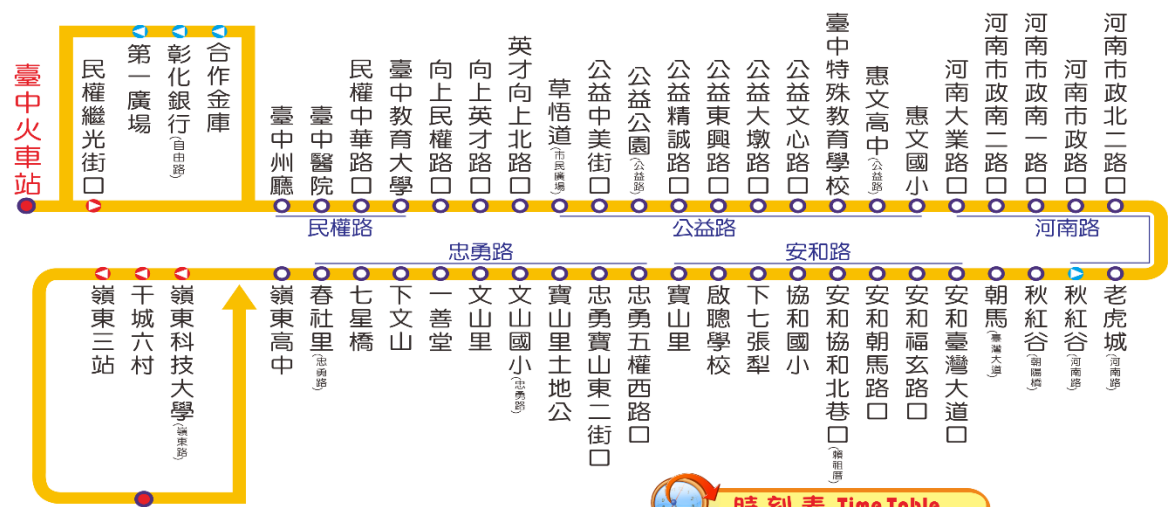 臺中火車站
民權繼光街口
第一廣場
彰化銀行(自由路)
合作金庫
臺中州廳
臺中醫院
民權中華路口
臺中教育大學
向上民權路口
向上英才路口
英才向上北路口
草悟道(市民廣場)
公益中美街口
公益公園(公益路)
公益精誠路口
公益東興路口
公益大墩路口
公益文心路口
臺中特殊教育學校
惠文高中(公益路)
惠文國小
河南大業路口
河南市政南二路口
河南市政南一路口
河南市政路口
河南市政北二路口
民權路
公益路
河南路
忠勇路
安和路
嶺東三站
干城六村
嶺東科技大學(嶺東路)
嶺東高中
春社里(忠勇路)
七星橋
下文山
一善堂
文山里
文山國小(忠勇路)
寶山里土地公
忠勇寶山東二街口
忠勇五權西路口
寶山里
啟聰學校
下七張犁
協和國小
安和協和北巷口(賴祖厝)
安和朝馬路口
安和福玄路口
安和臺灣大道口
朝馬(臺灣大道)
秋紅谷(朝陽橋)
秋紅谷(河南路)
老虎城(河南路)
時刻表 Time Table